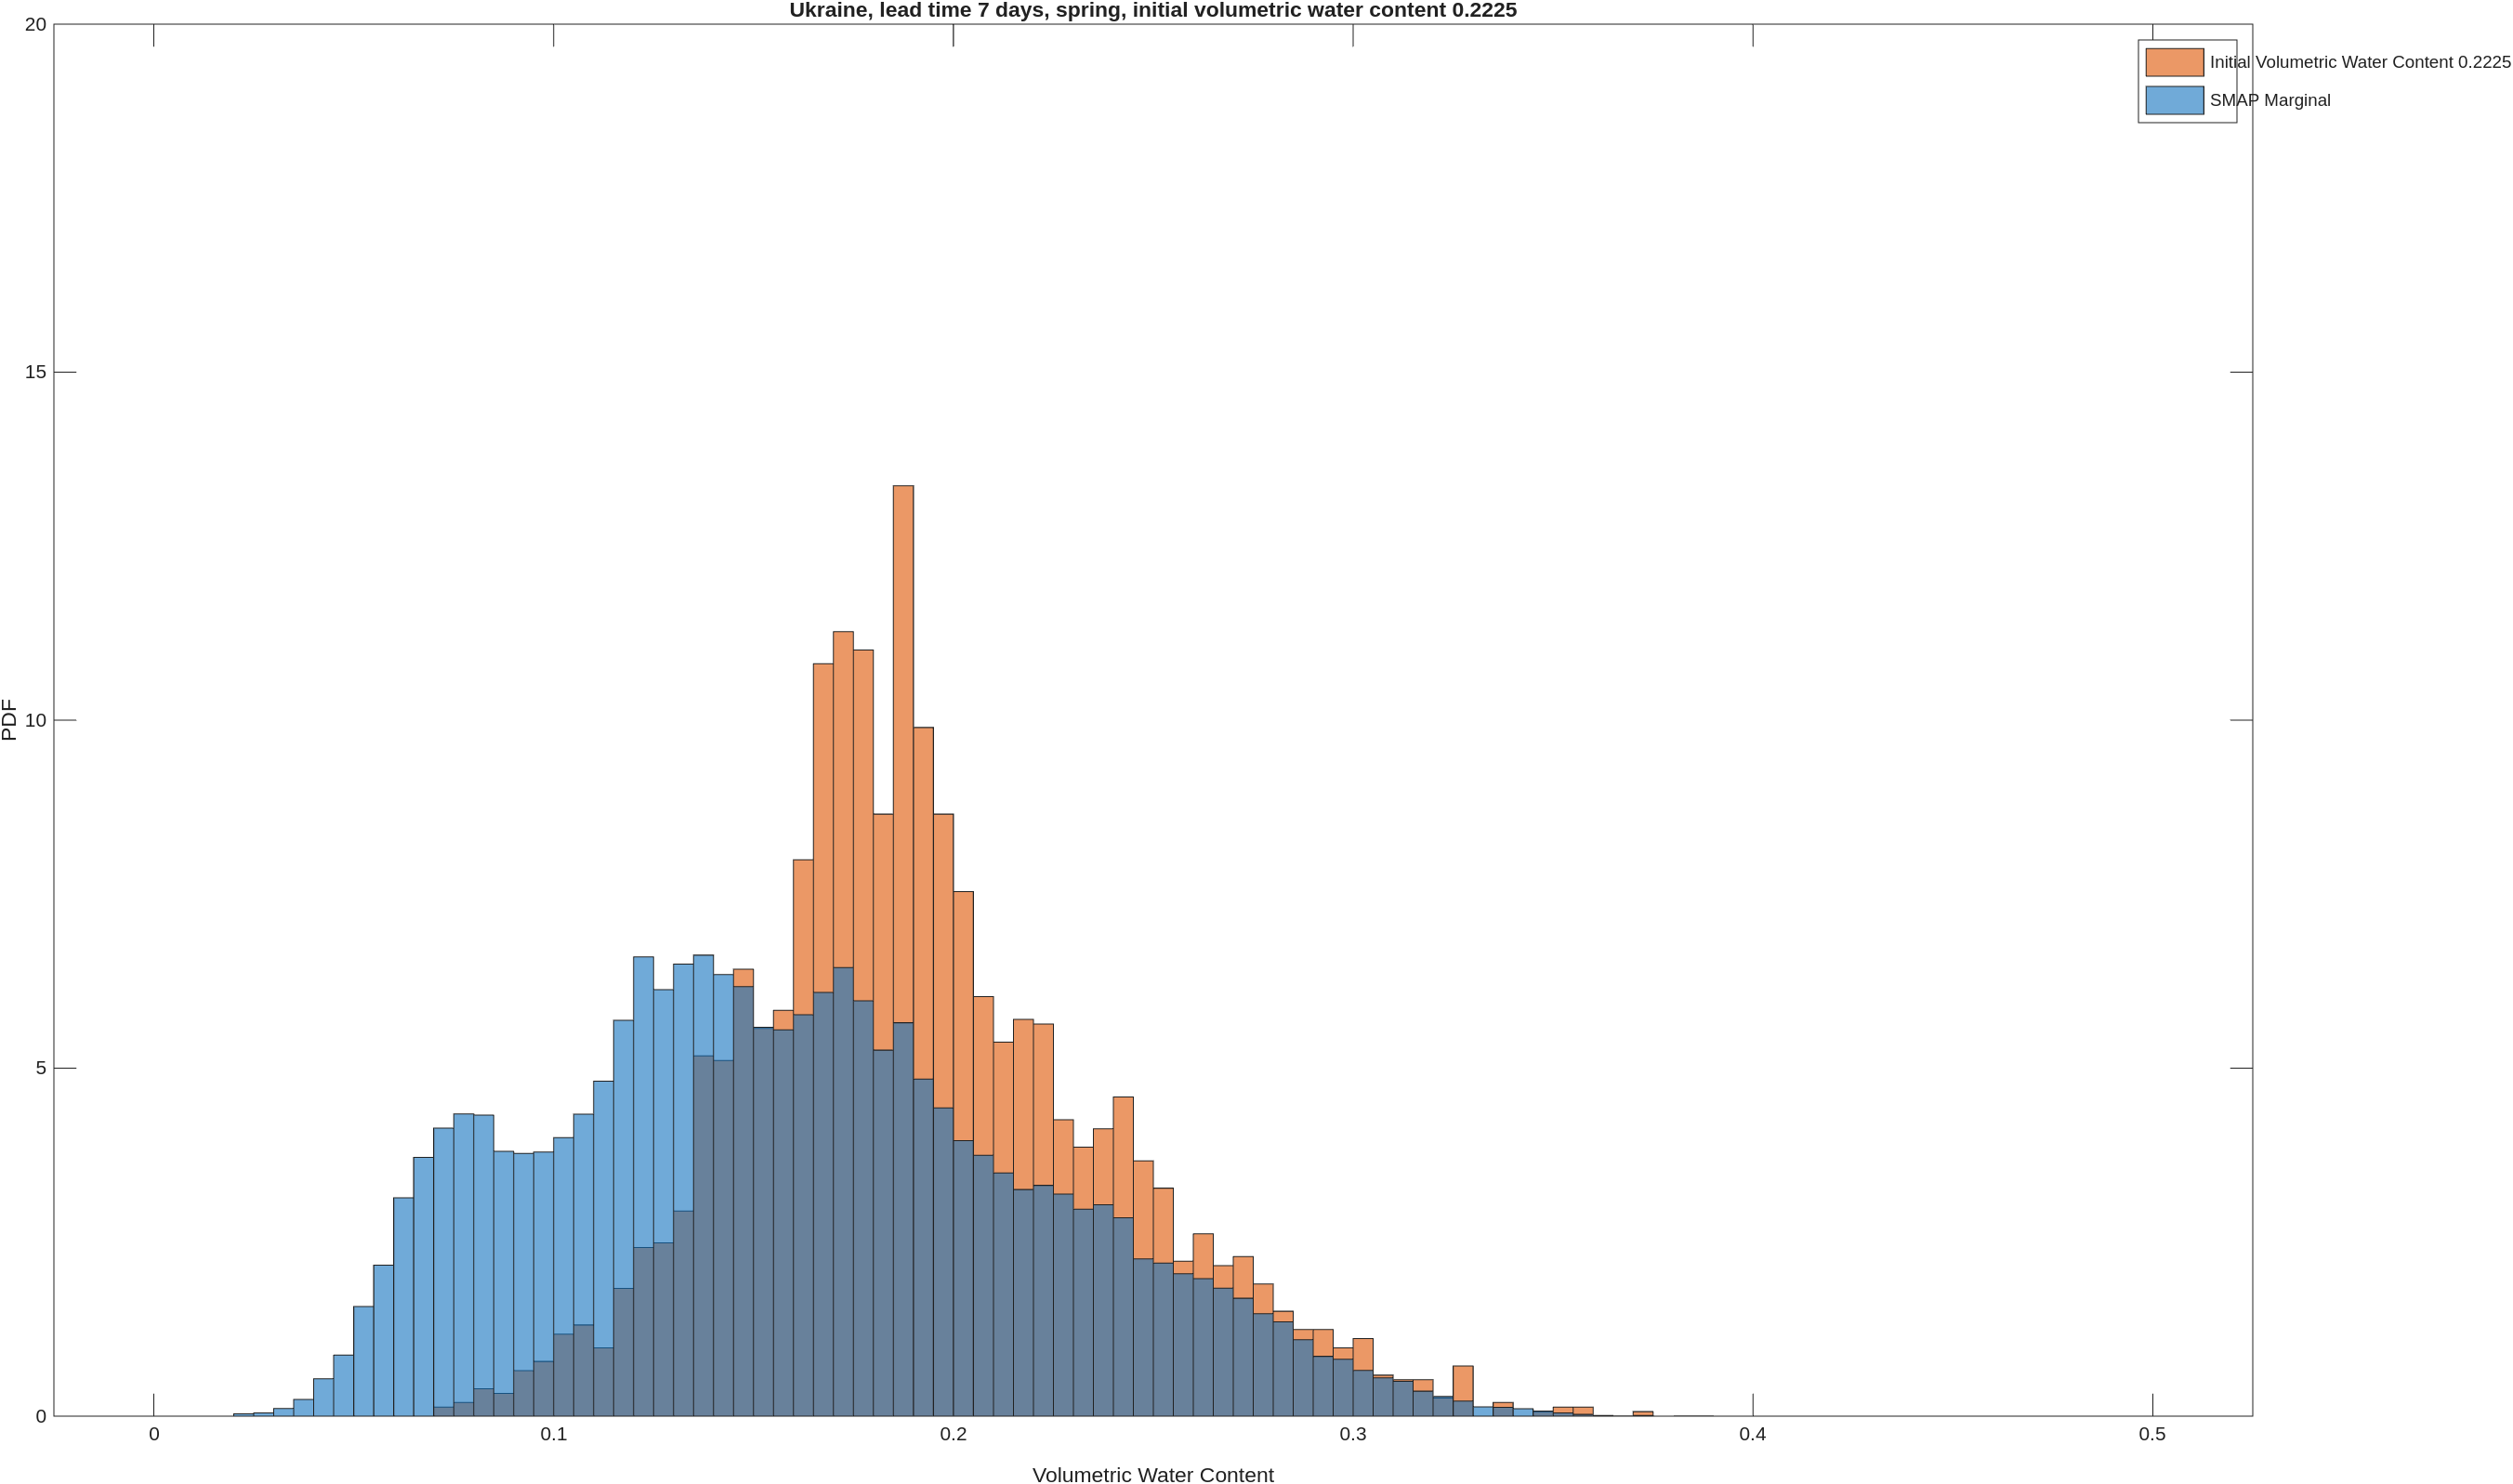 Ukraine, lead time 7 days, spring, initial volumetric water content 0.2225
Initial Volumetric Water Content 0.2225
SMAP Marginal
20
15
10
5
0
PDF
0 0.1 0.2 0.3 0.4 0.5
Volumetric Water Content